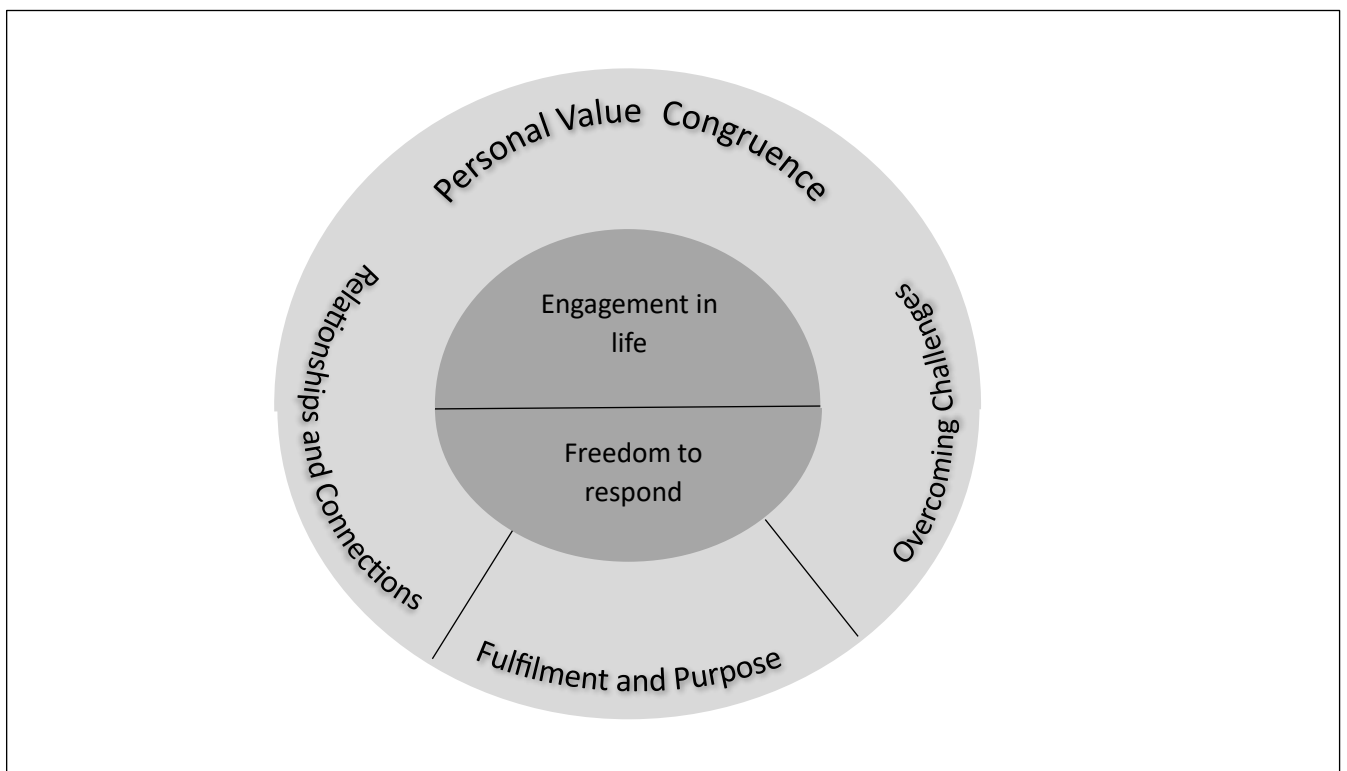 Personal Value Congruence
Relationships and Connections
Overcoming Challenges
Engagement in
life
Freedom to
respond
Fulfilment and Purpose